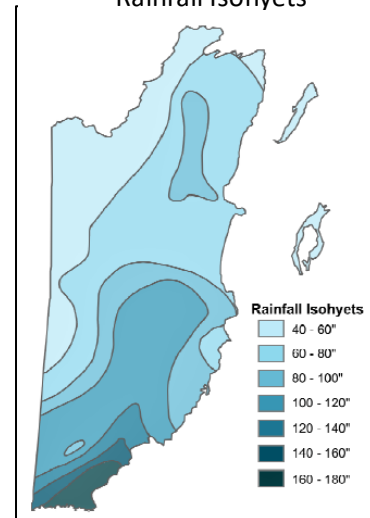 Rainfall Isohyets
Rainfall Isohyets
40 - 60"
60 - 80"
80 - 100"
100 - 120"
120 - 140"
140 - 160"
160 - 180"